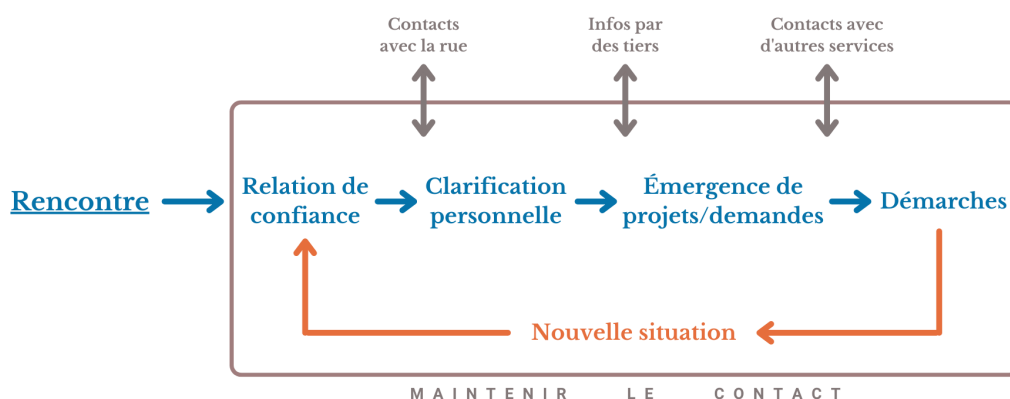 Contacts
avec la rue
Infos par
des tiers
Contacts avec
d'autres services
Rencontre
Relation de
confiance
Clarification
personnelle
Émergence de
projets/demandes
Démarches
Nouvelle situation
MAINTENIR LE CONTACT